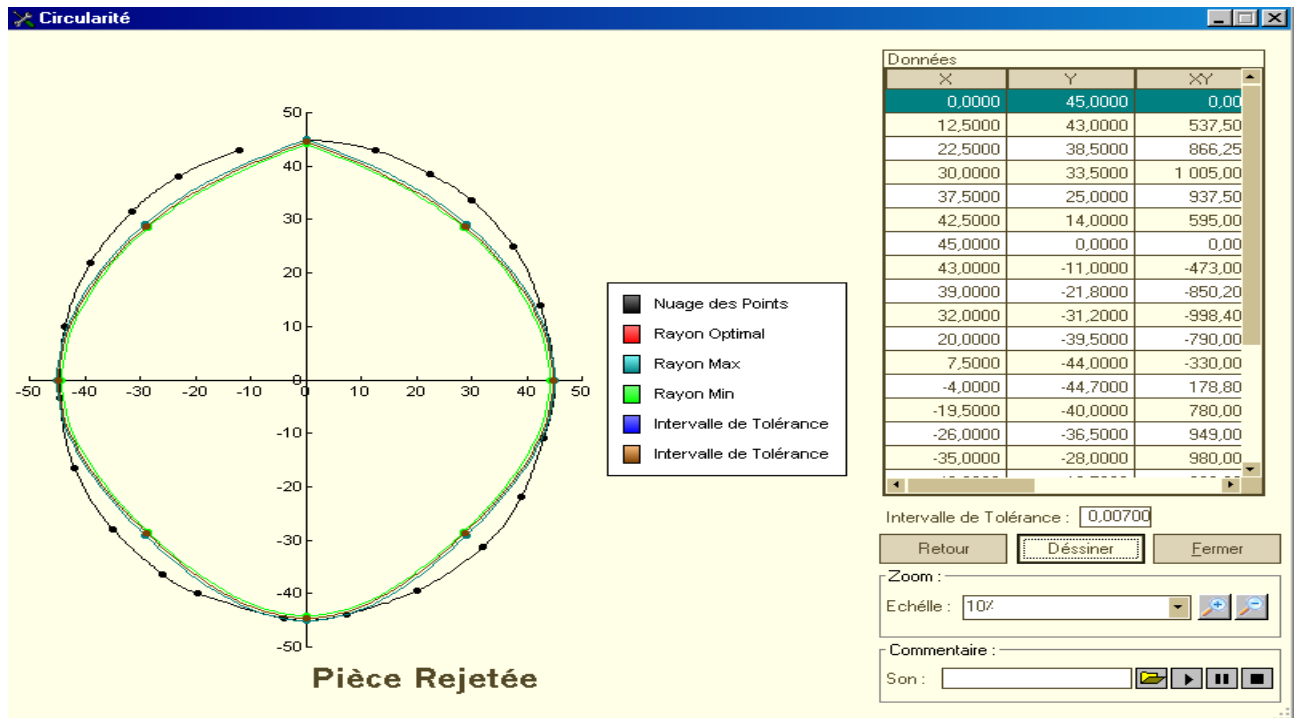 Circularité
50
40
30
20
10
0
-10
-20
-30
-40
-50
-50 -40 -30 -20 -10 10 20 30 40 50
Pièce Rejetée
Nuage des Points
Rayon Optimal
Rayon Max
Rayon Min
Intervalle de Tolérance
Intervalle de Tolérance
Données
X Y XY
0,0000 45,0000 0,00
12,5000 43,0000 537,50
22,5000 38,5000 866,25
30,0000 33,5000 1 005,00
37,5000 25,0000 937,50
42,5000 14,0000 595,00
45,0000 0,0000 0,00
43,0000 -11,0000 -473,00
39,0000 -21,8000 -850,20
32,0000 -31,2000 -998,40
20,0000 -39,5000 -790,00
7,5000 -44,0000 -330,00
-4,0000 -44,7000 178,80
-19,5000 -40,0000 780,00
-26,0000 -36,5000 949,00
-35,0000 -28,0000 980,00
Intervalle de Tolérance : 0,00700
Retour Déssiner Fermer
Zoom :
Echélle : 10%
Commentaire :
Son :